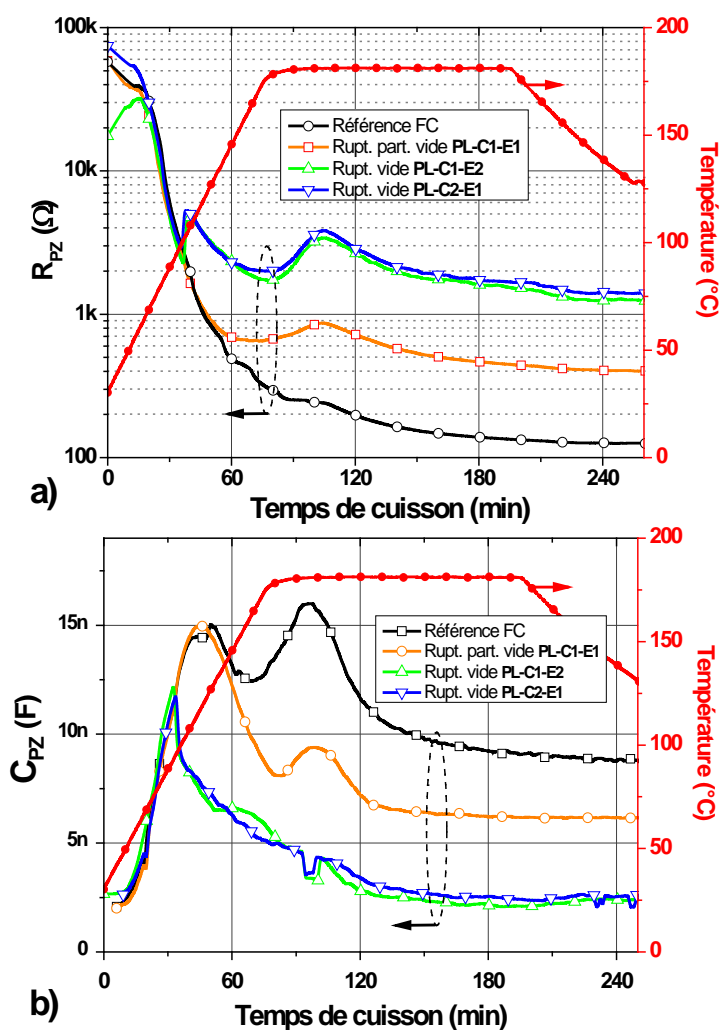 100k
10k
1k
100
R_PZ (Ω)
200
150
100
50
0
Température (°C)
Référence FC
Rupt. part. vide PL-C1-E1
Rupt. vide PL-C1-E2
Rupt. vide PL-C2-E1
0 60 120 180 240
Temps de cuisson (min)
a)
15n
10n
5n
0
C_PZ (F)
200
150
100
50
0
Température (°C)
Référence FC
Rupt. part. vide PL-C1-E1
Rupt. vide PL-C1-E2
Rupt. vide PL-C2-E1
0 60 120 180 240
Temps de cuisson (min)
b)